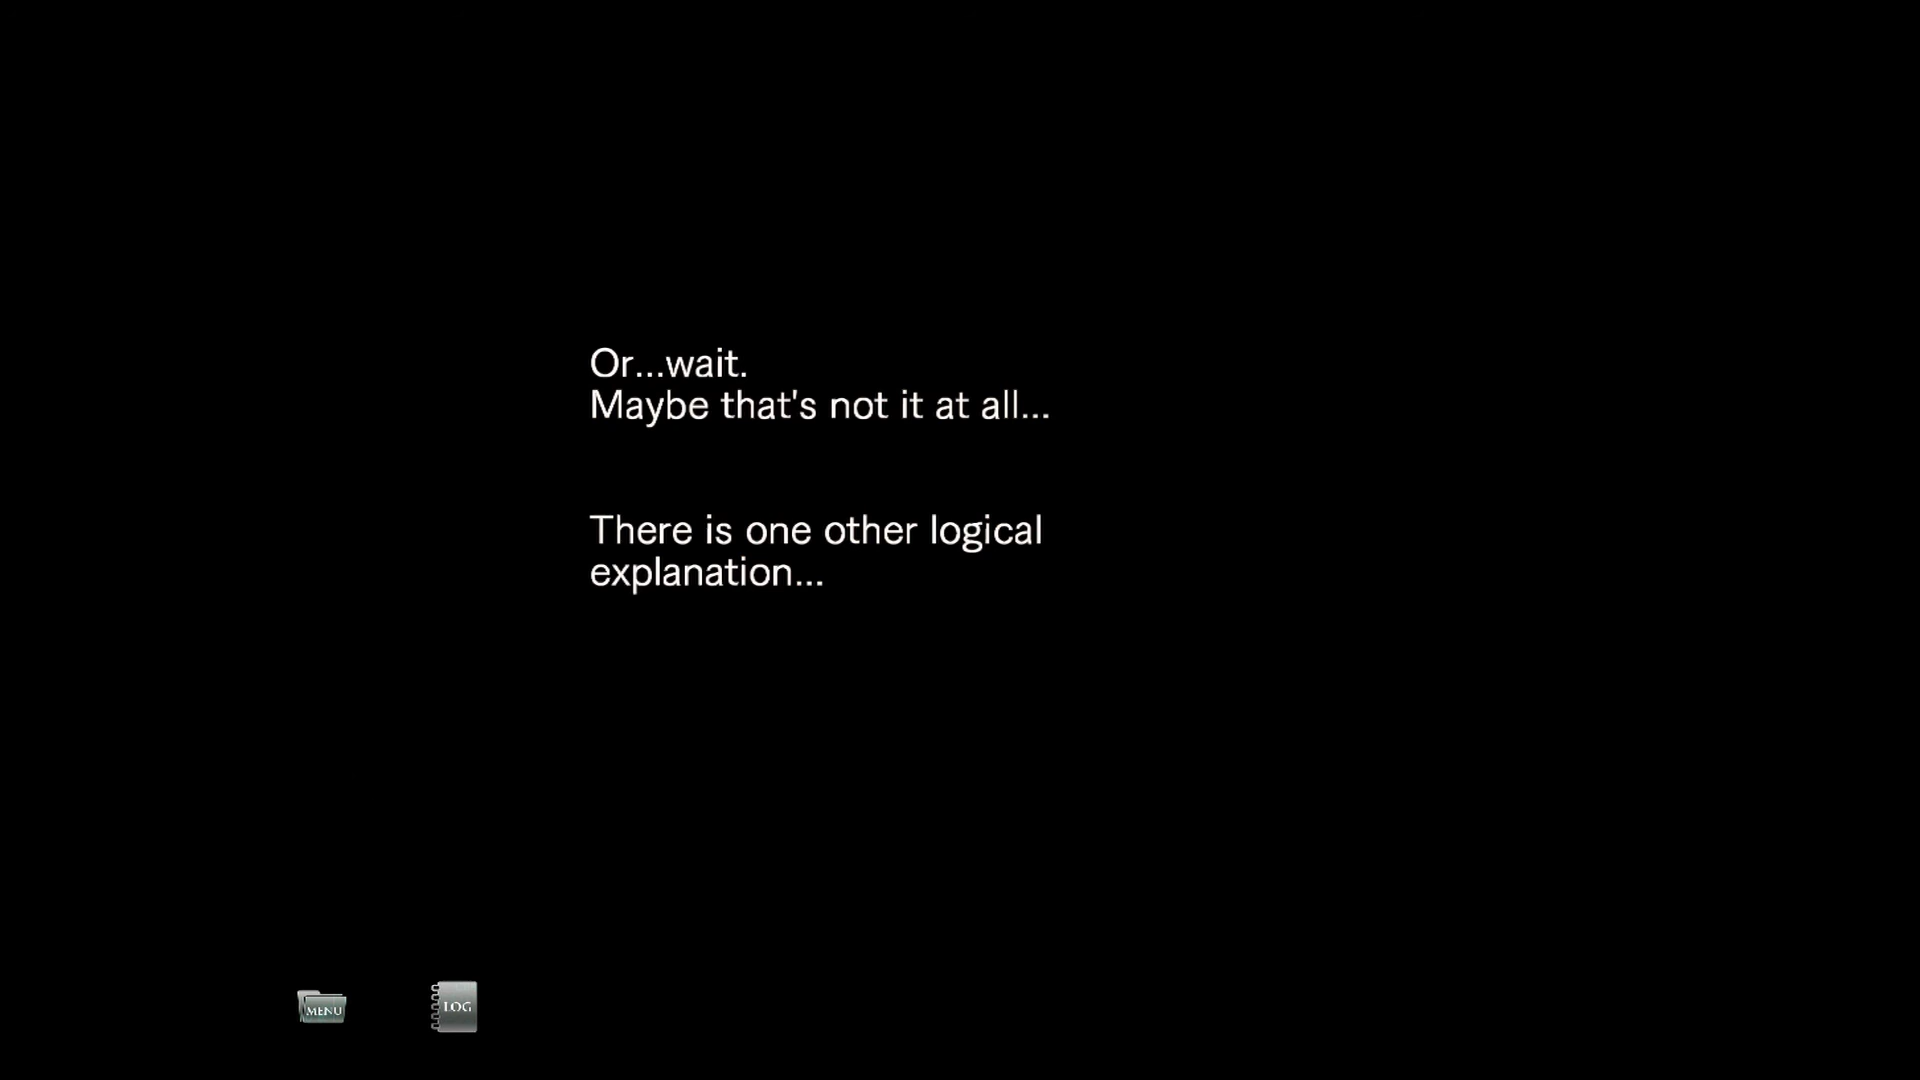 Or...wait.
Maybe that's not it at all...
There is one other logical
explanation...
MENU
LOG